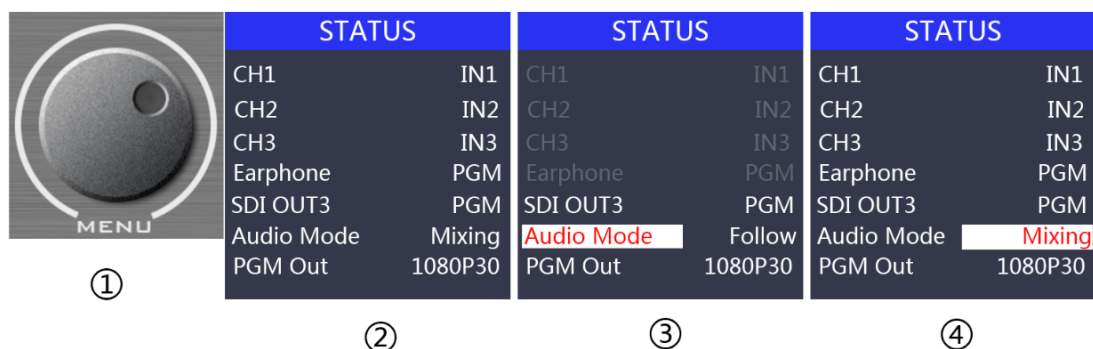 MENU
①
STATUS
CH1 IN1
CH2 IN2
CH3 IN3
Earphone PGM
SDI OUT3 PGM
Audio Mode Mixing
PGM Out 1080P30
②
STATUS
CH1 IN1
CH2 IN2
CH3 IN3
Earphone PGM
SDI OUT3 PGM
Audio Mode Follow
PGM Out 1080P30
③
STATUS
CH1 IN1
CH2 IN2
CH3 IN3
Earphone PGM
SDI OUT3 PGM
Audio Mode Mixing
PGM Out 1080P30
④